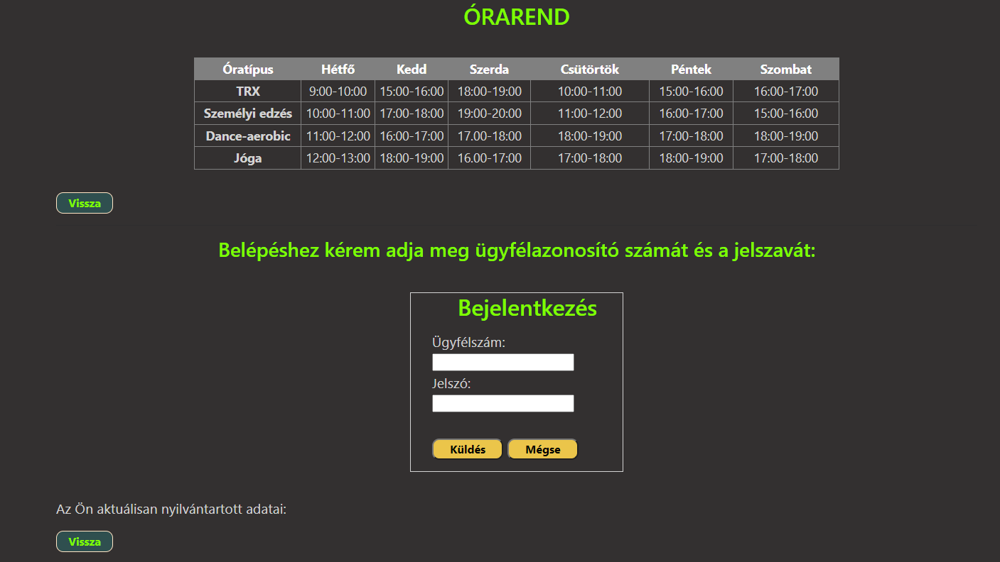 ÓRAREND
Óratípus Hétfő Kedd Szerda Csütörtök Péntek Szombat
TRX 9:00-10:00 15:00-16:00 18:00-19:00 10:00-11:00 15:00-16:00 16:00-17:00
Személyi edzés 10:00-11:00 17:00-18:00 19:00-20:00 11:00-12:00 16:00-17:00 15:00-16:00
Dance-aerobic 11:00-12:00 16:00-17:00 17.00-18:00 18:00-19:00 17:00-18:00 18:00-19:00
Jóga 12:00-13:00 18:00-19:00 16.00-17:00 17:00-18:00 18:00-19:00 17:00-18:00
Vissza
Belépéshez kérem adja meg ügyfélazonosító számát és a jelszavát:
Bejelentkezés
Ügyfélszám:
Jelszó:
Küldés Mégse
Az Ön aktuálisan nyilvántartott adatai:
Vissza